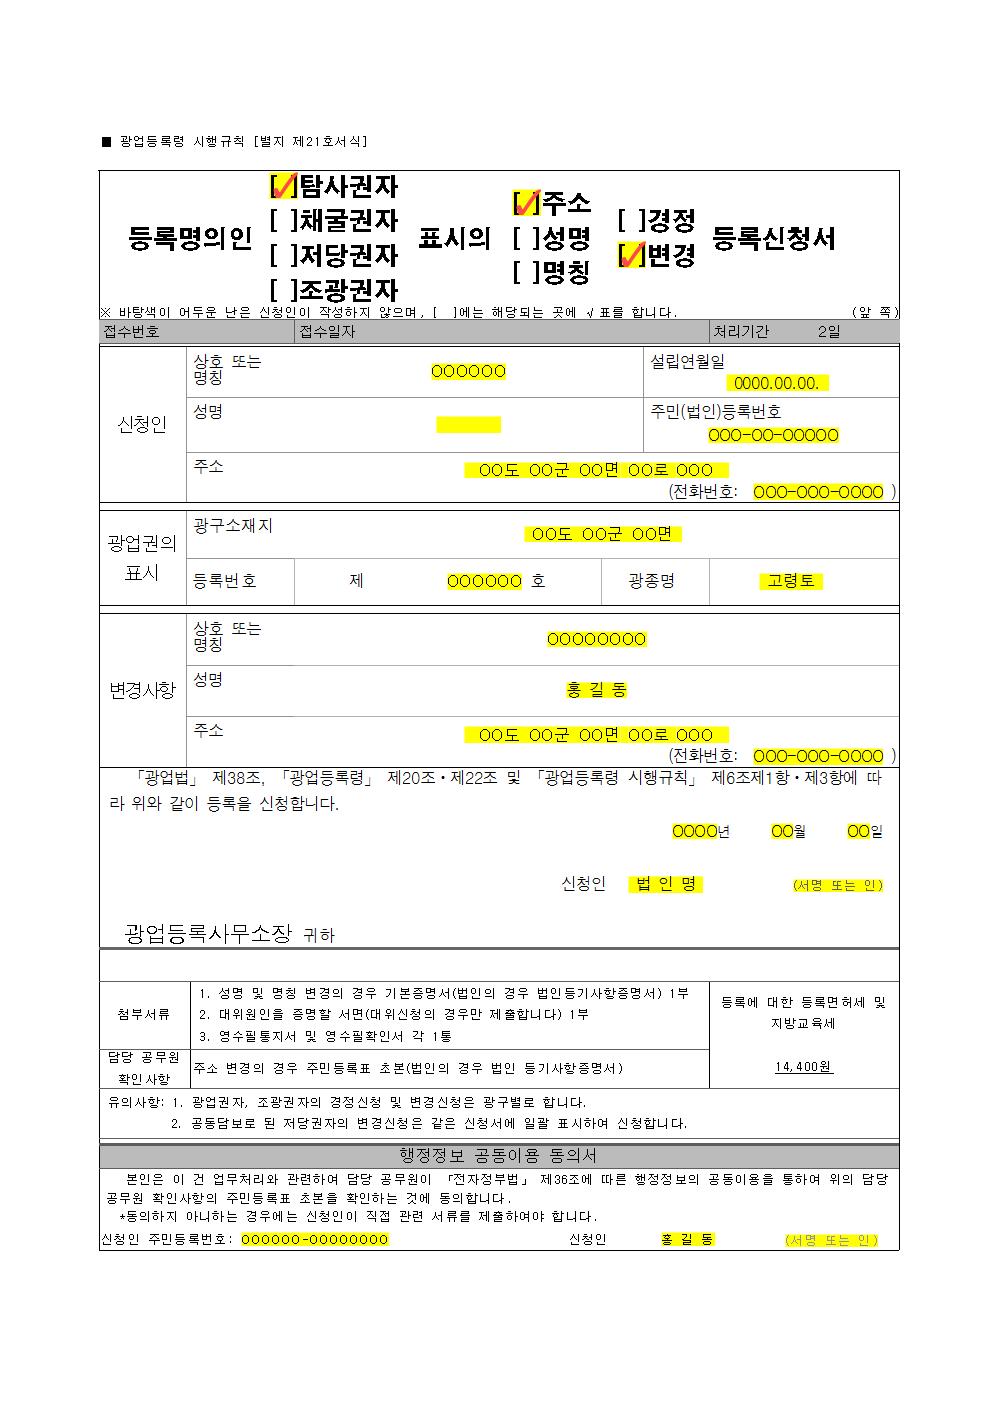 ■ 광업등록령 시행규칙 [별지 제21호서식]
등록명의인 [✓]탐사권자 [ ]채굴권자 [ ]저당권자 [ ]조광권자 표시의 [✓]주소 [ ]성명 [ ]명칭 [ ]경정 [✓]변경 등록신청서
※ 바탕색이 어두운 난은 신청인이 작성하지 않으며, [ ]에는 해당되는 곳에 √표를 합니다. (앞 쪽)
접수번호 접수일자 처리기간 2일
신청인
상호 또는 명칭 OOOOOO 설립연월일 0000.00.00.
성명 주민(법인)등록번호 OOO-OO-OOOOO
주소 OO도 OO군 OO면 OO로 OOO
(전화번호: OOO-OOO-OOOO )
광업권의 표시
광구소재지 OO도 OO군 OO면
등록번호 제 OOOOOO 호 광종명 고령토
변경사항
상호 또는 명칭 OOOOOOOO
성명 홍 길 동
주소 OO도 OO군 OO면 OO로 OOO
(전화번호: OOO-OOO-OOOO )
「광업법」 제38조, 「광업등록령」 제20조·제22조 및 「광업등록령 시행규칙」 제6조제1항·제3항에 따
라 위와 같이 등록을 신청합니다.
OOOO년 OO월 OO일
신청인 법 인 명 (서명 또는 인)
광업등록사무소장 귀하
첨부서류
1. 성명 및 명칭 변경의 경우 기본증명서(법인의 경우 법인등기사항증명서) 1부
2. 대위원인을 증명할 서면(대위신청의 경우만 제출합니다) 1부
3. 영수필통지서 및 영수필확인서 각 1통
등록에 대한 등록면허세 및
지방교육세
14,400원
담당 공무원
확인사항
주소 변경의 경우 주민등록표 초본(법인의 경우 법인 등기사항증명서)
유의사항: 1. 광업권자, 조광권자의 경정신청 및 변경신청은 광구별로 합니다.
2. 공동담보로 된 저당권자의 변경신청은 같은 신청서에 일괄 표시하여 신청합니다.
행정정보 공동이용 동의서
본인은 이 건 업무처리와 관련하여 담당 공무원이 「전자정부법」 제36조에 따른 행정정보의 공동이용을 통하여 위의 담당
공무원 확인사항의 주민등록표 초본을 확인하는 것에 동의합니다.
*동의하지 아니하는 경우에는 신청인이 직접 관련 서류를 제출하여야 합니다.
신청인 주민등록번호: OOOOOO-OOOOOOOO 신청인 홍 길 동 (서명 또는 인)